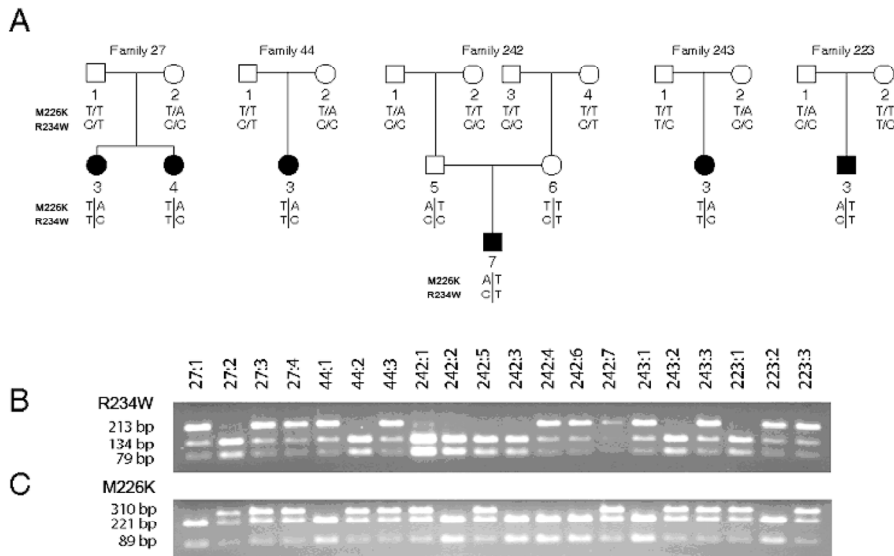 A
Family 27 Family 44 Family 242 Family 243 Family 223
1 2 1 2 1 2 3 4 1 2 1 2
M226K T/T T/A T/T T/A T/A T/T T/T T/T T/T T/A T/A T/T
R234W G/T G/G G/T G/G G/G G/G G/G G/T T/G G/G G/G T/G
3 4 3 5 6 3 3
M226K T|A T|A T|A A|T T|T T|A A|T
R234W T|G T|G T|G G|G G|T T|G G|T
7
M226K A|T
R234W G|T
27:1 27:2 27:3 27:4 44:1 44:2 44:3 242:1 242:2 242:5 242:3 242:4 242:6 242:7 243:1 243:2 243:3 223:1 223:2 223:3
B
R234W
213 bp
134 bp
79 bp
C
M226K
310 bp
221 bp
89 bp